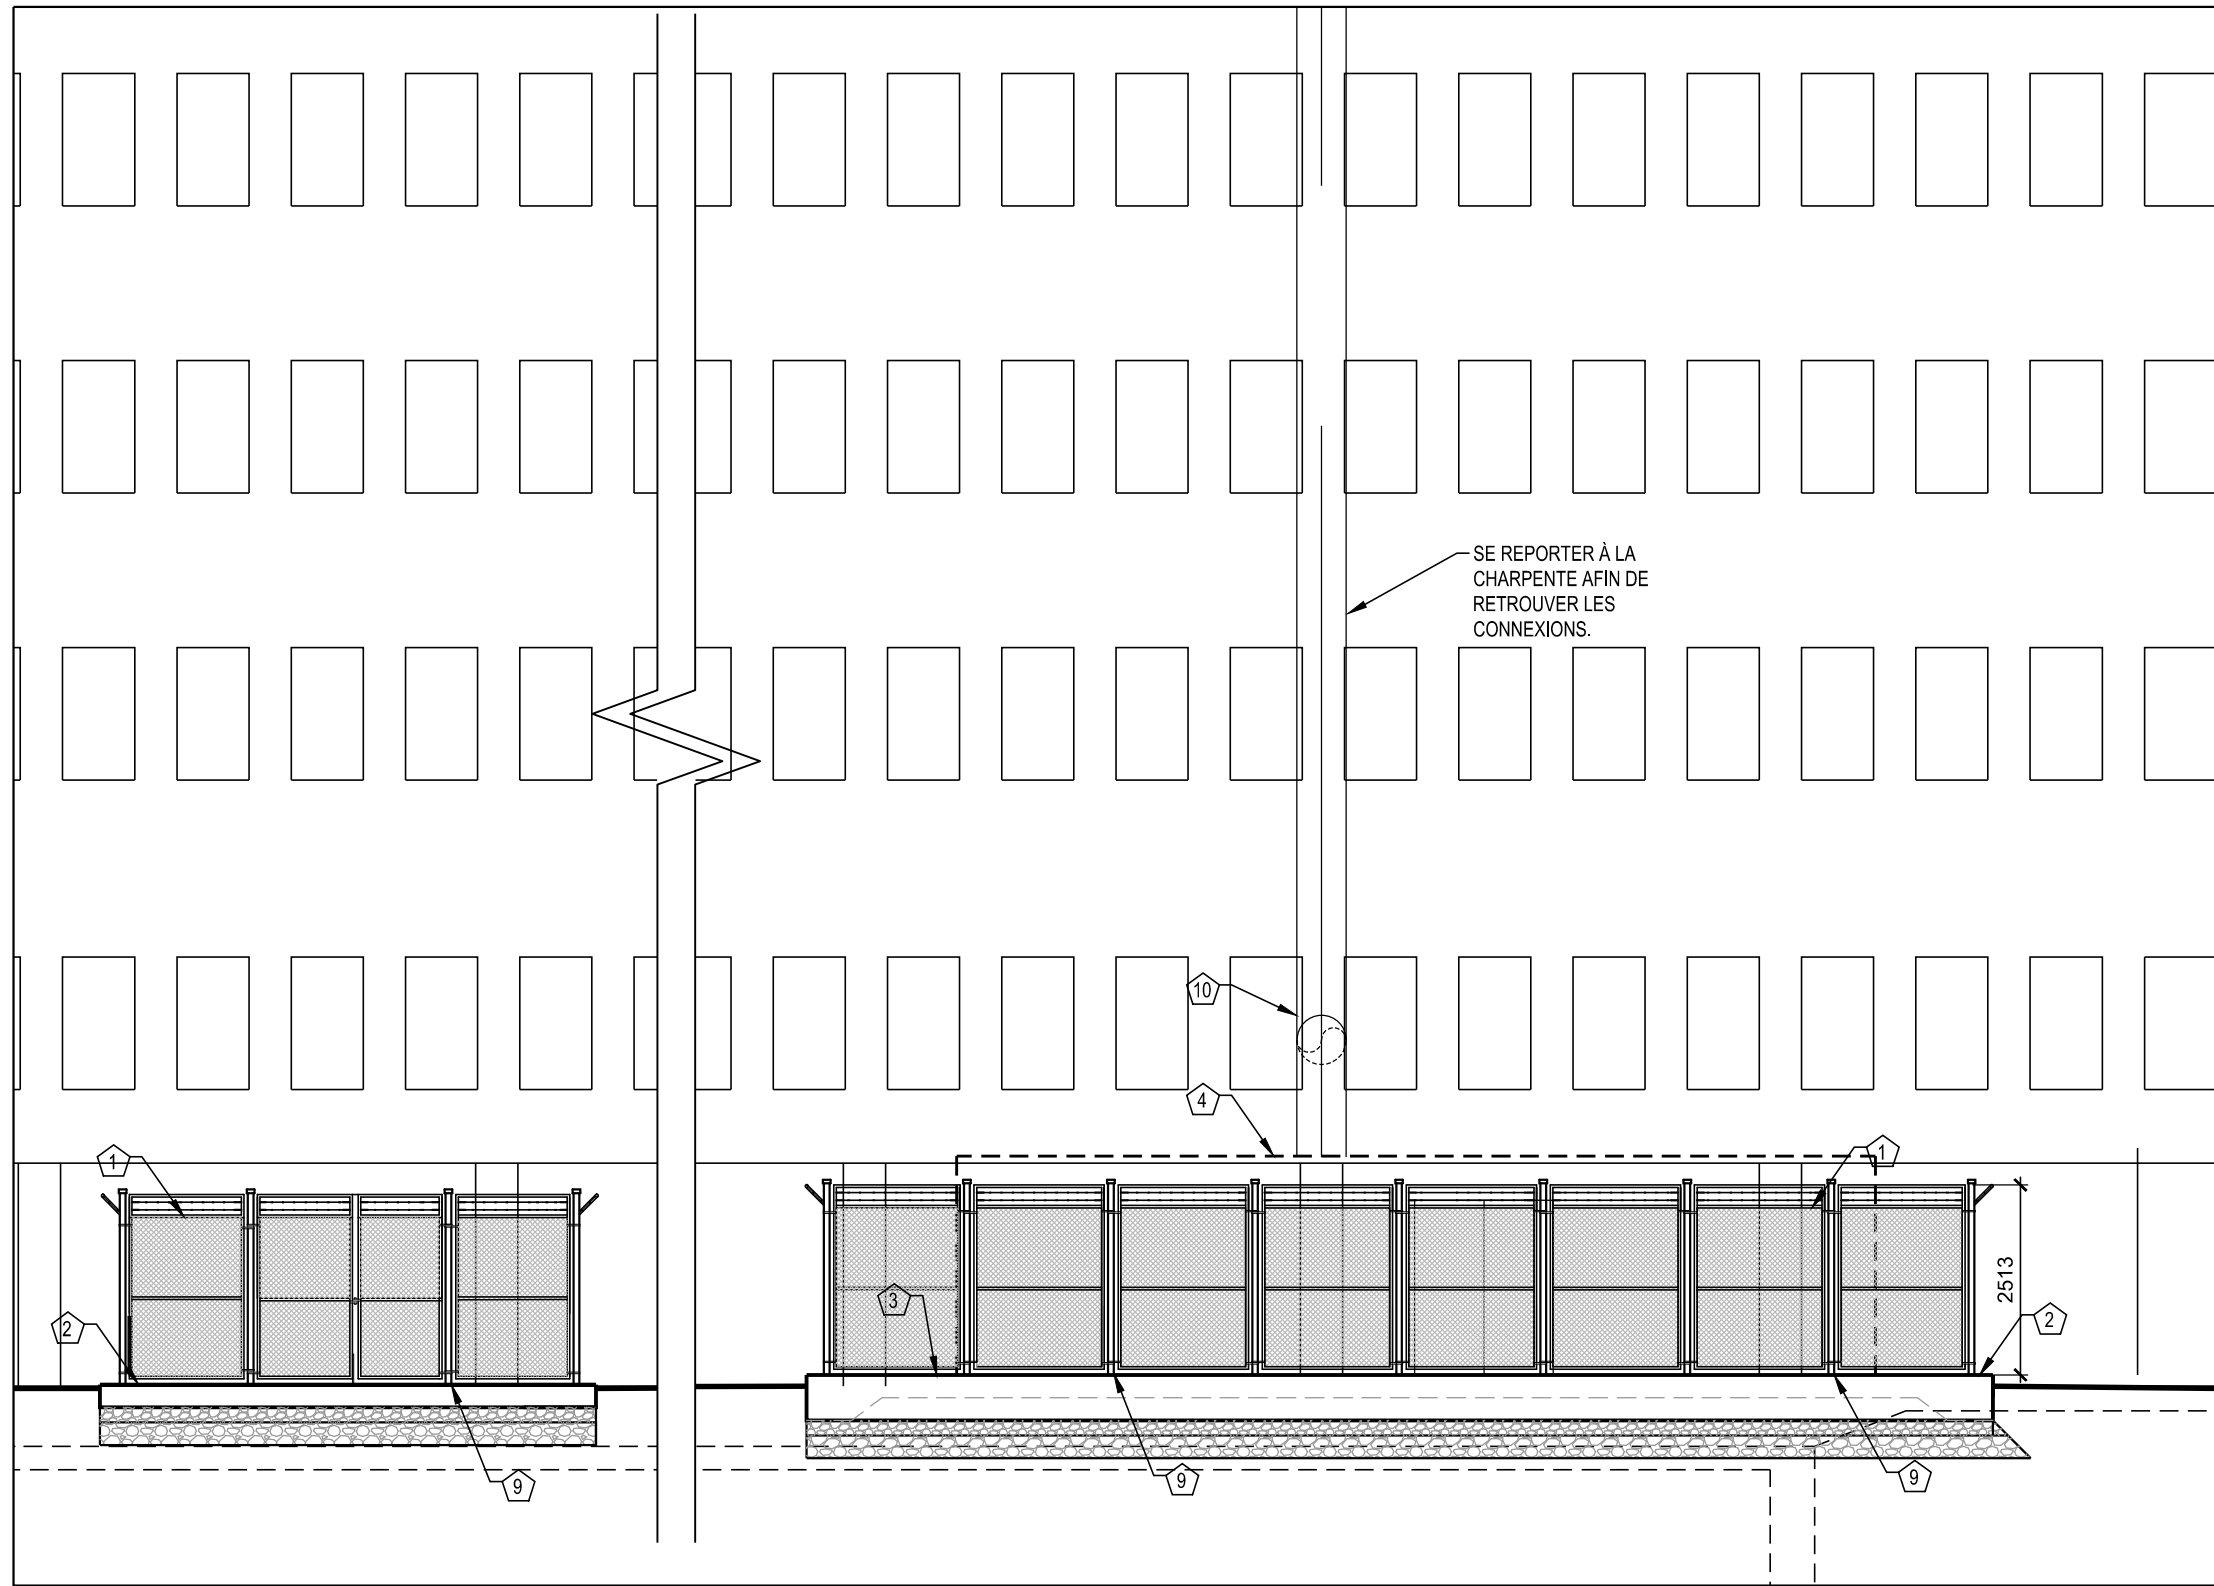 SE REPORTER À LA
CHARPENTE AFIN DE
RETROUVER LES
CONNEXIONS.
10
4
1
1
3
2
2513
2
9
9
9